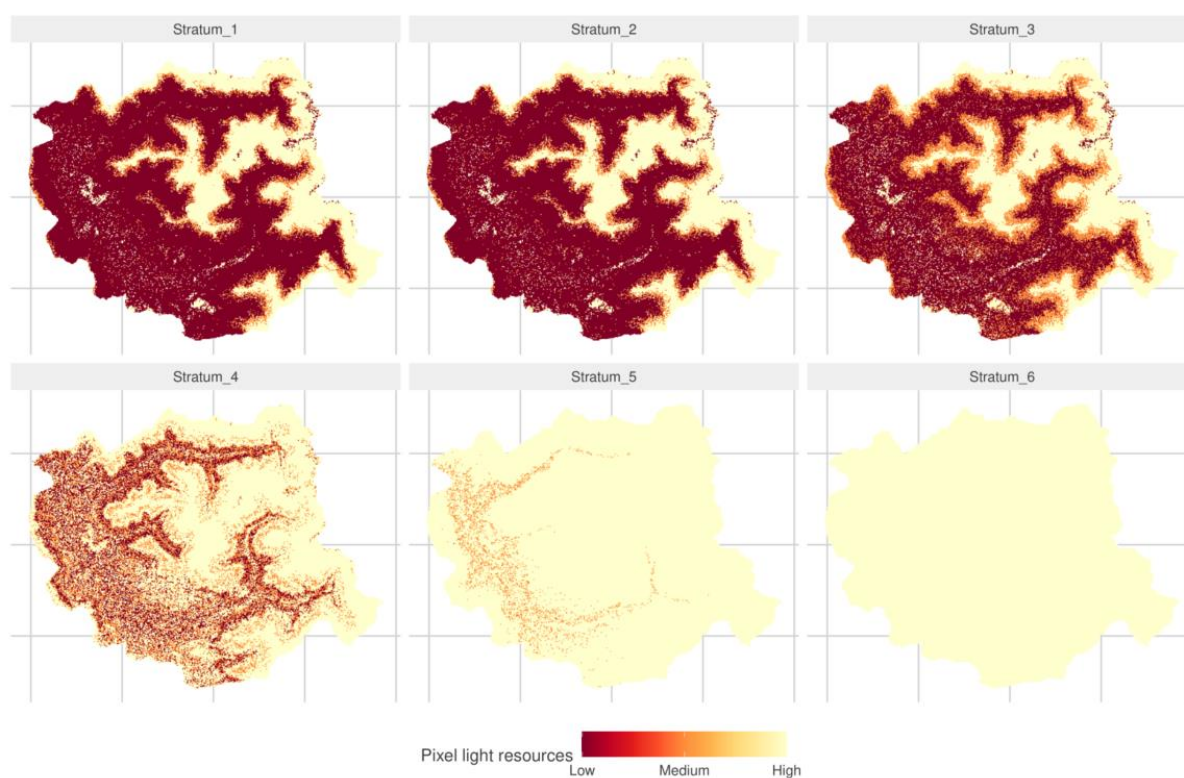 Stratum_1
Stratum_2
Stratum_3
Stratum_4
Stratum_5
Stratum_6
Pixel light resources
Low
Medium
High